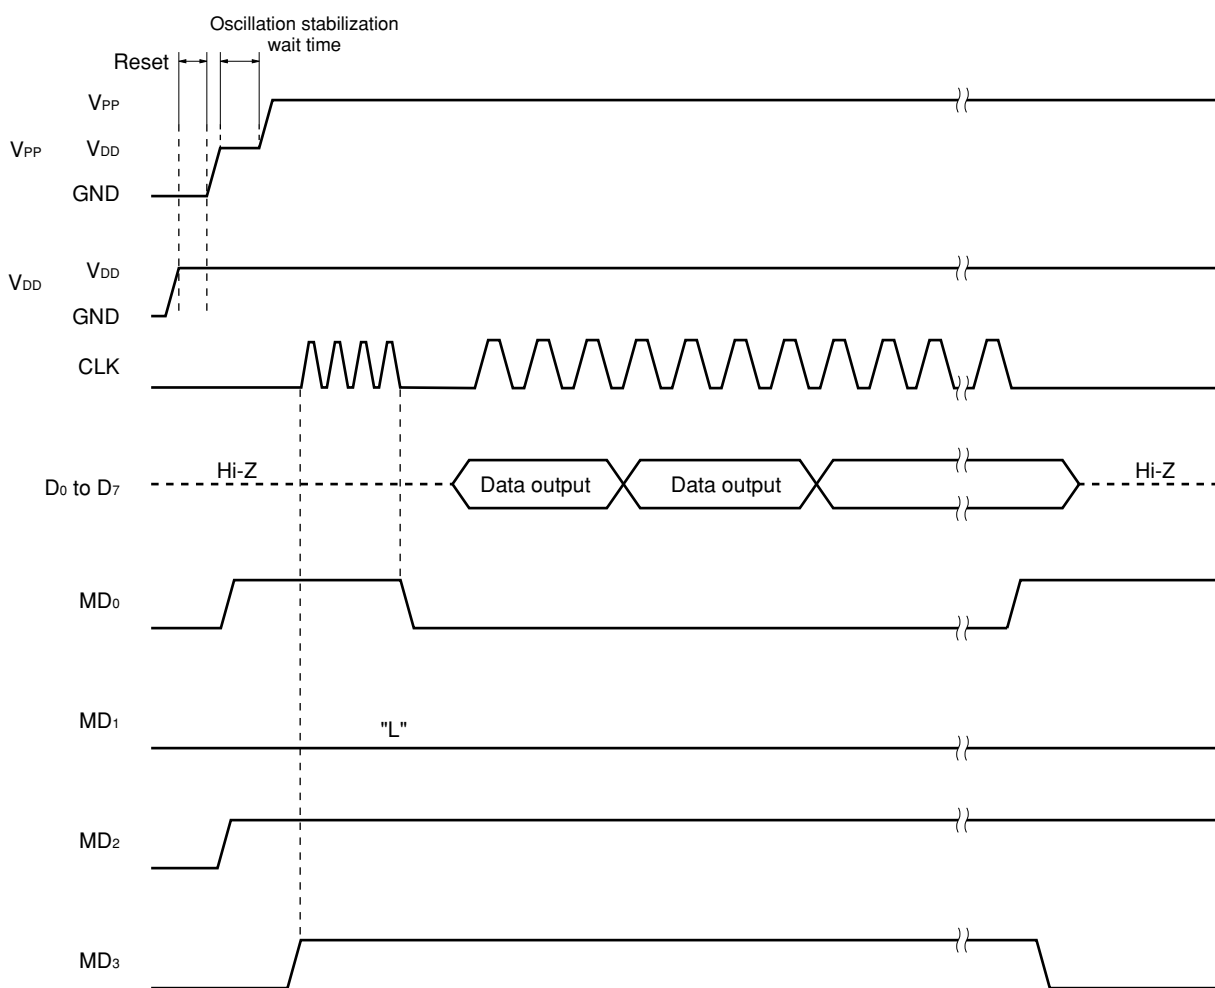 Oscillation stabilization
wait time
Reset
VPP
VPP VDD
GND
VDD
VDD
GND
CLK
Hi-Z
Hi-Z
D0 to D7
Data output
Data output
MD0
MD1
"L"
MD2
MD3